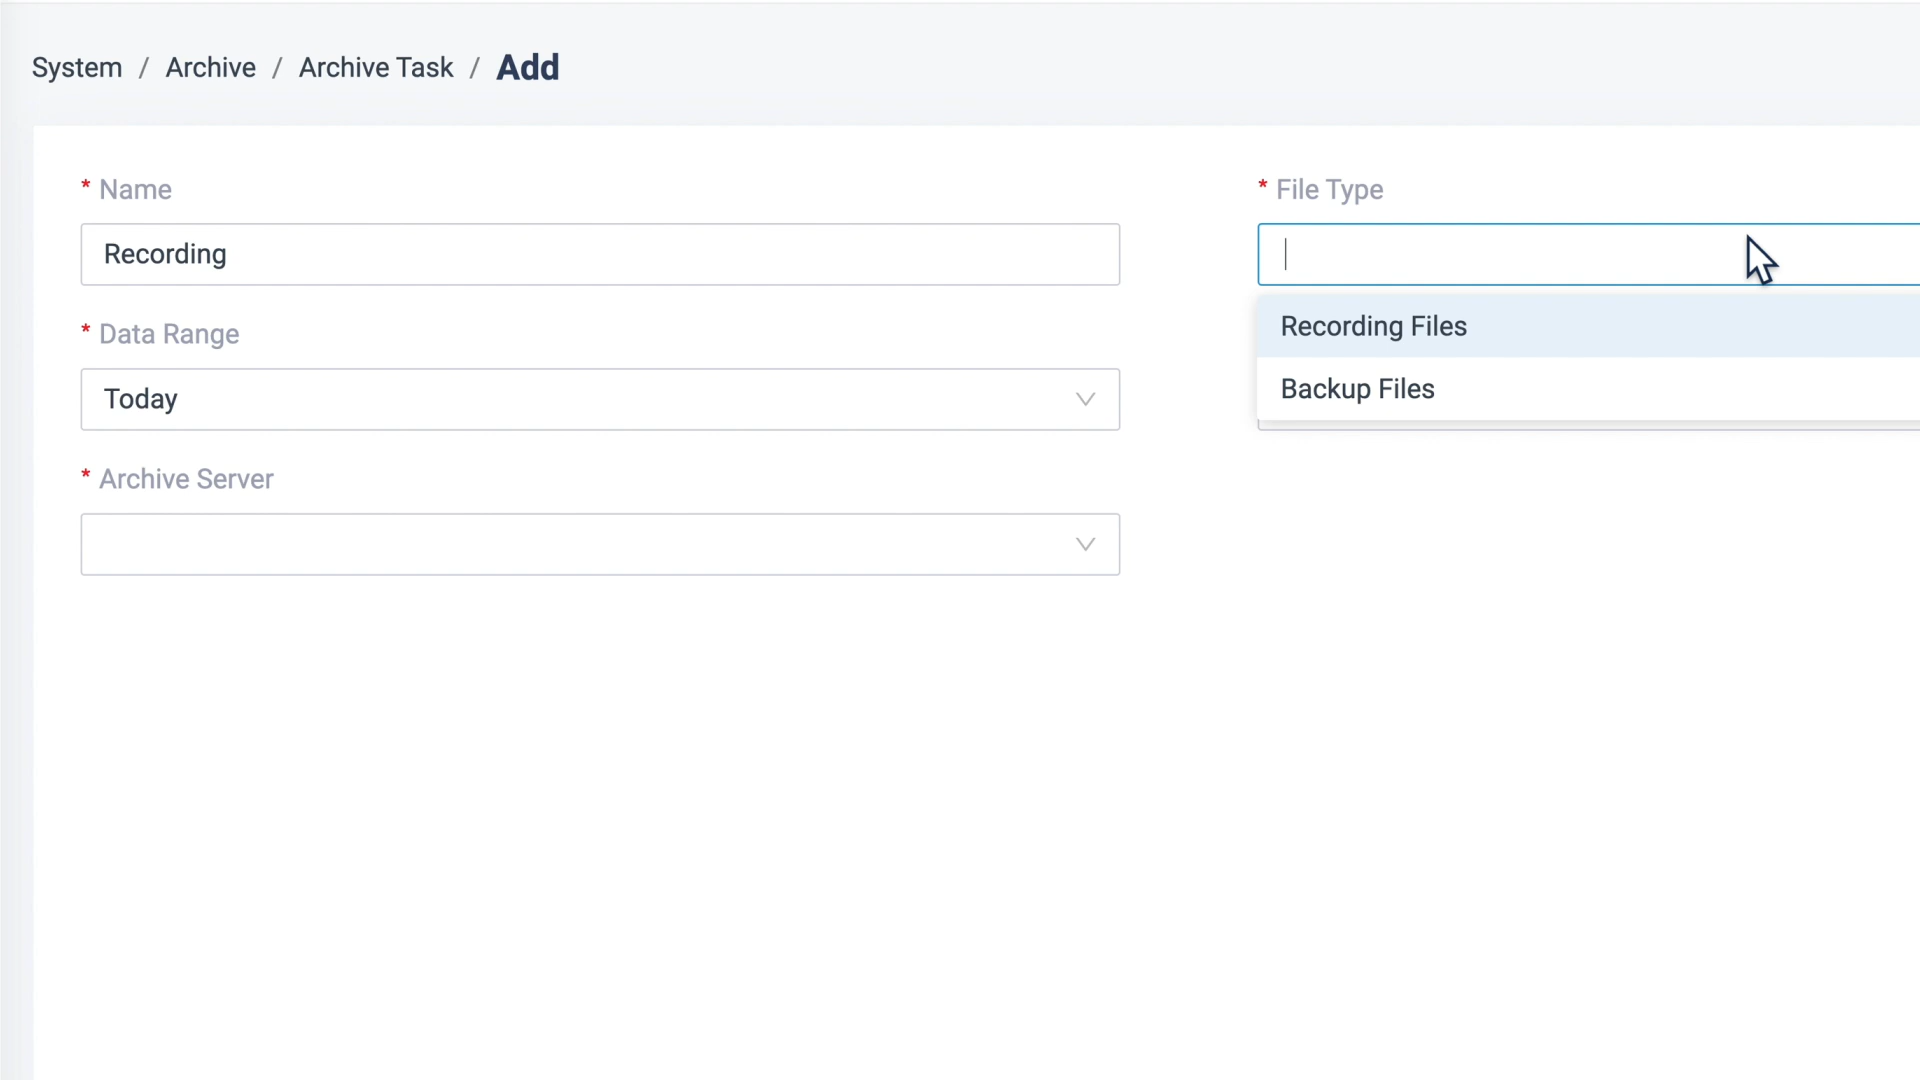 System / Archive / Archive Task / Add
* Name
Recording
* File Type
Recording Files
Backup Files
* Data Range
Today
* Archive Server